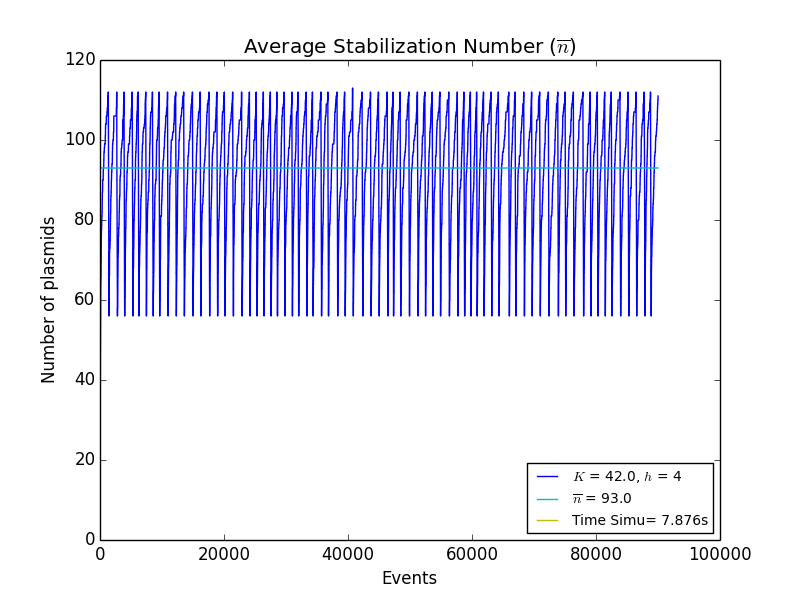 Average Stabilization Number (n̅)
120
100
80
60
40
20
0
Number of plasmids
0 20000 40000 60000 80000 100000
Events
K = 42.0, h = 4
n̅ = 93.0
Time Simu= 7.876s